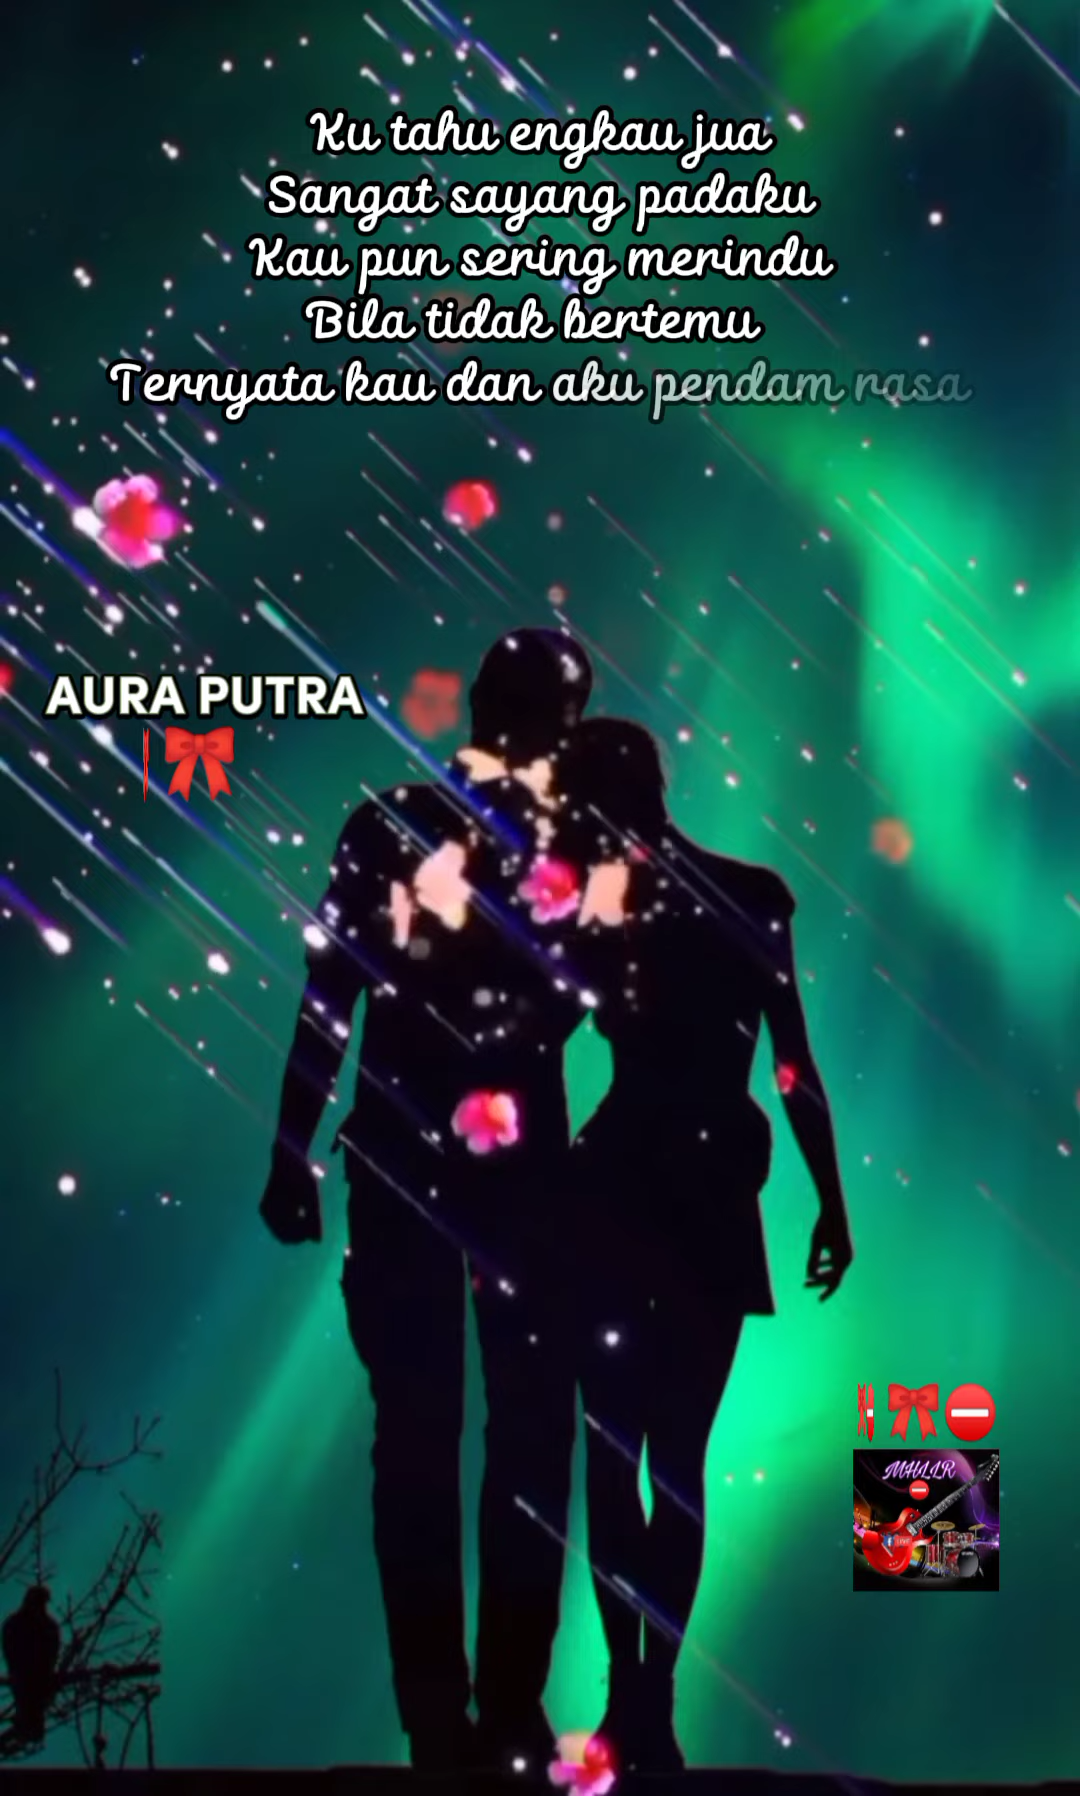 Ku tahu engkau jua
Sangat sayang padaku
Kau pun sering merindu
Bila tidak bertemu
Ternyata kau dan aku pendam rasa
AURA PUTRA
MHLLR